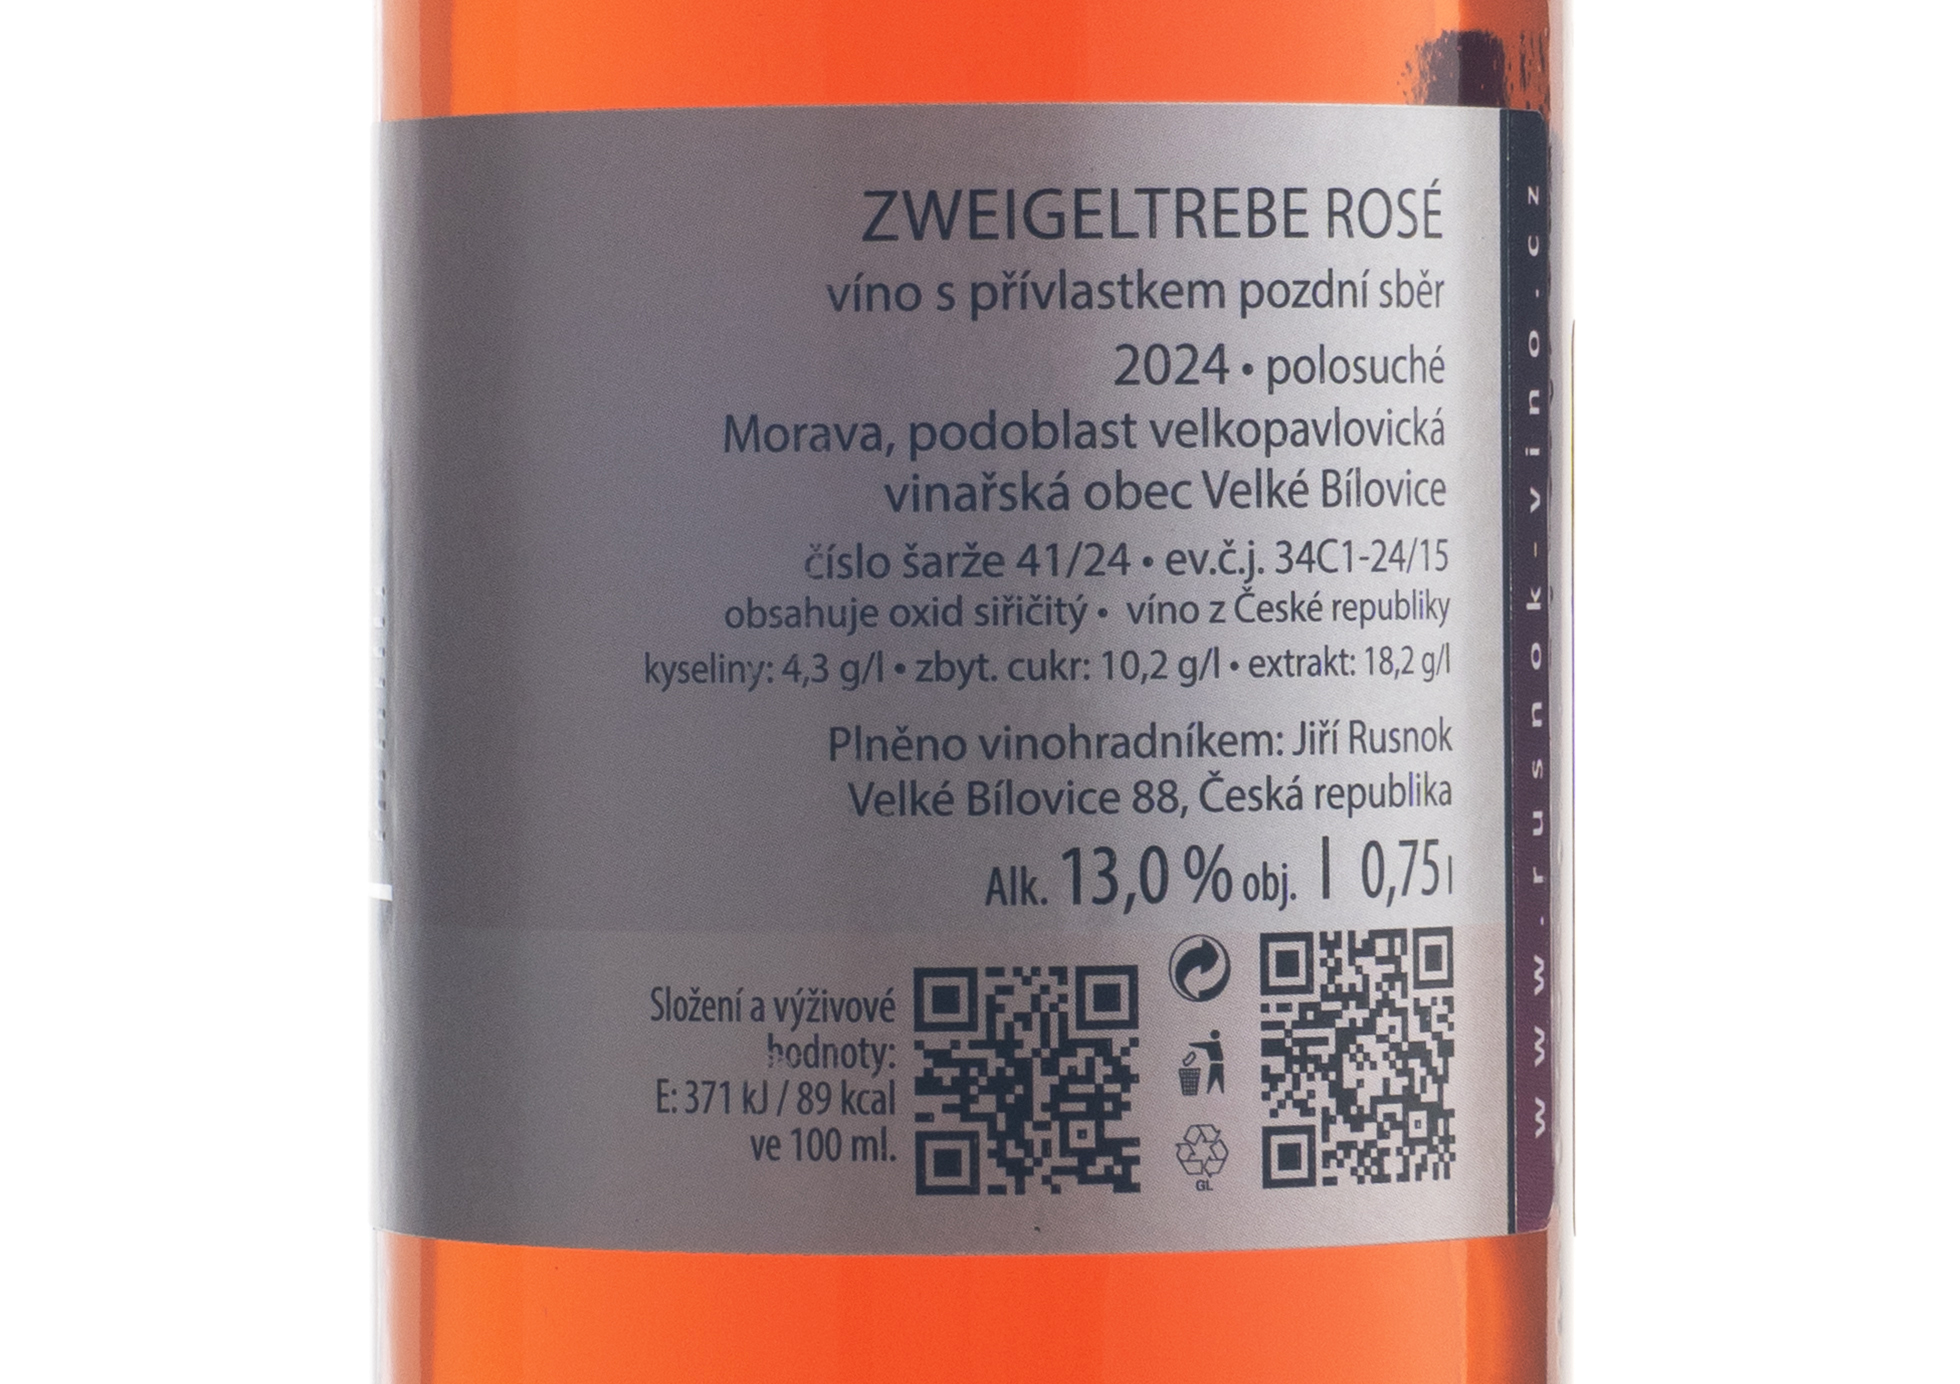 ZWEIGELTREBE ROSÉ
víno s přívlastkem pozdní sběr
2024 • polosuché
Morava, podoblast velkopavlovická
vinařská obec Velké Bílovice
číslo šarže 41/24 • ev.č.j. 34C1-24/15
obsahuje oxid siřičitý • víno z České republiky
kyseliny: 4,3 g/l • zbyt. cukr: 10,2 g/l • extrakt: 18,2 g/l
Plněno vinohradníkem: Jiří Rusnok
Velké Bílovice 88, Česká republika
Alk. 13,0 % obj. | 0,75 l
Složení a výživové
hodnoty:
E: 371 kJ / 89 kcal
ve 100 ml.
GL
www.rusnok-vino.cz